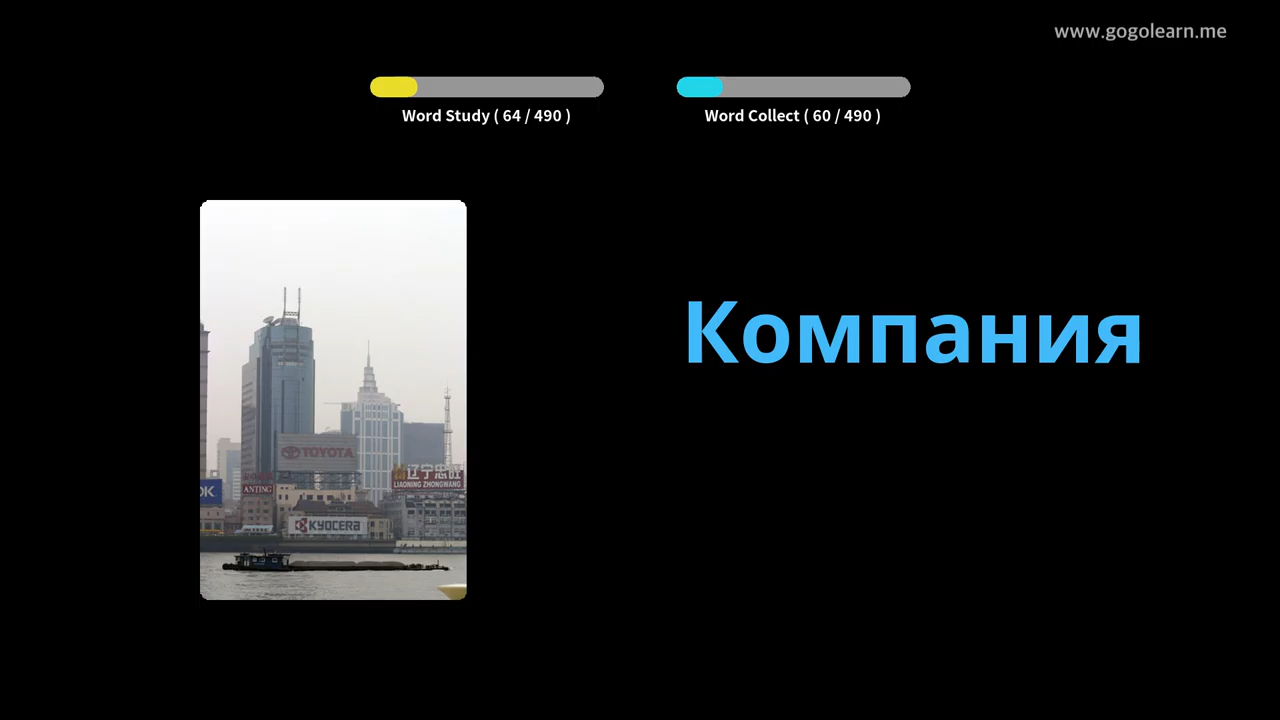 www.gogolearn.me
Word Study ( 64 / 490 )
Word Collect ( 60 / 490 )
Компания
TOYOTA
辽宁忠旺
LIAONING ZHONGWANG
OK
ANTING
KYOCERA